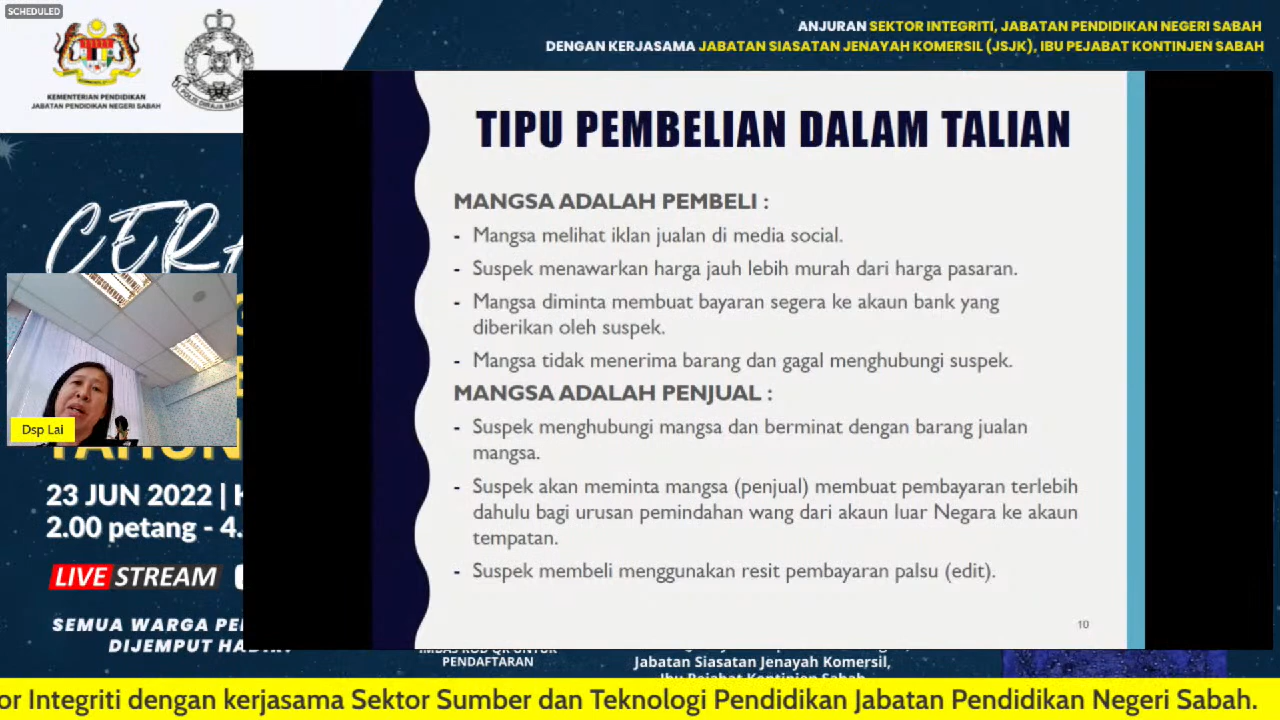 SCHEDULED
KEMENTERIAN PENDIDIKAN
JABATAN PENDIDIKAN NEGERI SABAH
ANJURAN SEKTOR INTEGRITI, JABATAN PENDIDIKAN NEGERI SABAH
DENGAN KERJASAMA JABATAN SIASATAN JENAYAH KOMERSIL (JSJK), IBU PEJABAT KONTINJEN SABAH
TIPU PEMBELIAN DALAM TALIAN
MANGSA ADALAH PEMBELI :
- Mangsa melihat iklan jualan di media social.
- Suspek menawarkan harga jauh lebih murah dari harga pasaran.
- Mangsa diminta membuat bayaran segera ke akaun bank yang
diberikan oleh suspek.
- Mangsa tidak menerima barang dan gagal menghubungi suspek.
MANGSA ADALAH PENJUAL :
- Suspek menghubungi mangsa dan berminat dengan barang jualan
mangsa.
- Suspek akan meminta mangsa (penjual) membuat pembayaran terlebih
dahulu bagi urusan pemindahan wang dari akaun luar Negara ke akaun
tempatan.
- Suspek membeli menggunakan resit pembayaran palsu (edit).
10
CERA
Dsp Lai
TAHUN
23 JUN 2022 |
2.00 petang - 4.
LIVE STREAM
SEMUA WARGA PE
DIJEMPUT HA
PENDAFTARAN
Jabatan Siasatan Jenayah Komersil,
or Integriti dengan kerjasama Sektor Sumber dan Teknologi Pendidikan Jabatan Pendidikan Negeri Sabah.